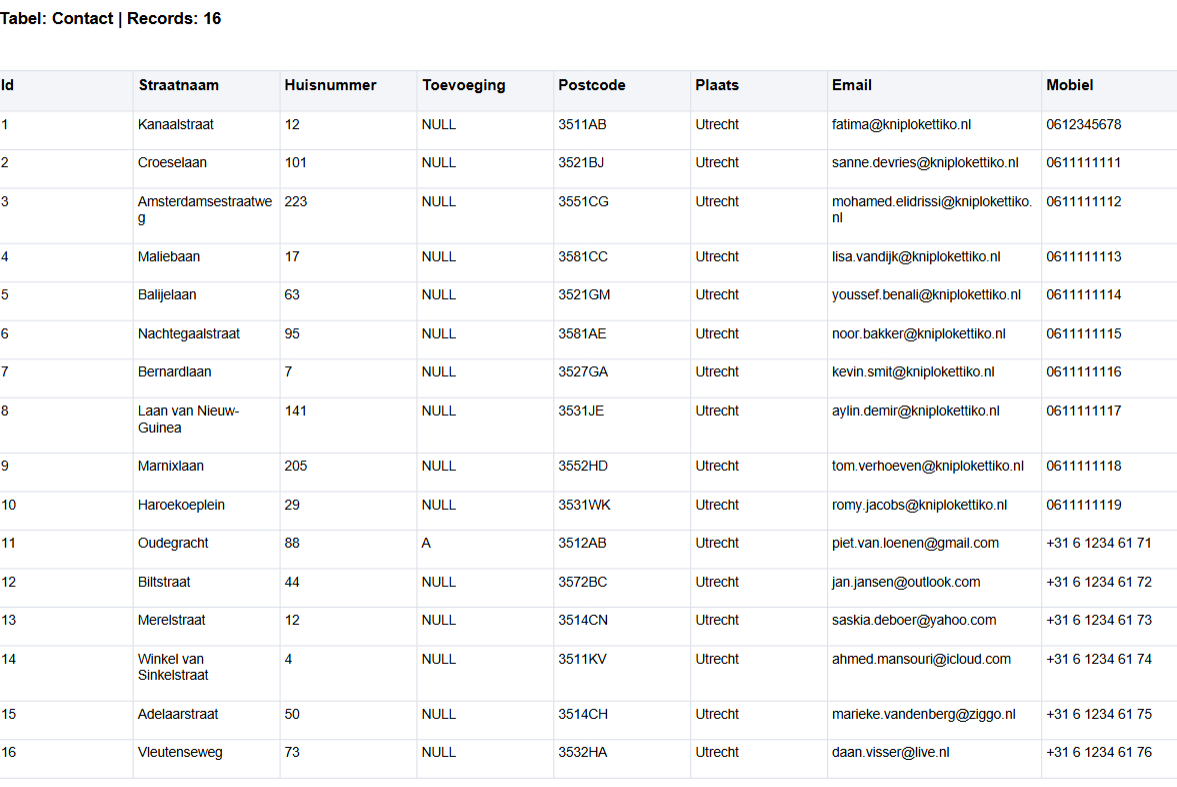 Tabel: Contact | Records: 16
Id Straatnaam Huisnummer Toevoeging Postcode Plaats Email Mobiel
1 Kanaalstraat 12 NULL 3511AB Utrecht fatima@kniplokettiko.nl 0612345678
2 Croeselaan 101 NULL 3521BJ Utrecht sanne.devries@kniplokettiko.nl 0611111111
3 Amsterdamsestraatwe 223 NULL 3551CG Utrecht mohamed.elidrissi@kniplokettiko. 0611111112
g nl
4 Maliebaan 17 NULL 3581CC Utrecht lisa.vandijk@kniplokettiko.nl 0611111113
5 Balijelaan 63 NULL 3521GM Utrecht youssef.benali@kniplokettiko.nl 0611111114
6 Nachtegaalstraat 95 NULL 3581AE Utrecht noor.bakker@kniplokettiko.nl 0611111115
7 Bernardlaan 7 NULL 3527GA Utrecht kevin.smit@kniplokettiko.nl 0611111116
8 Laan van Nieuw- 141 NULL 3531JE Utrecht aylin.demir@kniplokettiko.nl 0611111117
Guinea
9 Marnixlaan 205 NULL 3552HD Utrecht tom.verhoeven@kniplokettiko.nl 0611111118
10 Haroekoeplein 29 NULL 3531WK Utrecht romy.jacobs@kniplokettiko.nl 0611111119
11 Oudegracht 88 A 3512AB Utrecht piet.van.loenen@gmail.com +31 6 1234 61 71
12 Biltstraat 44 NULL 3572BC Utrecht jan.jansen@outlook.com +31 6 1234 61 72
13 Merelstraat 12 NULL 3514CN Utrecht saskia.deboer@yahoo.com +31 6 1234 61 73
14 Winkel van 4 NULL 3511KV Utrecht ahmed.mansouri@icloud.com +31 6 1234 61 74
Sinkelstraat
15 Adelaarstraat 50 NULL 3514CH Utrecht marieke.vandenberg@ziggo.nl +31 6 1234 61 75
16 Vleutenseweg 73 NULL 3532HA Utrecht daan.visser@live.nl +31 6 1234 61 76